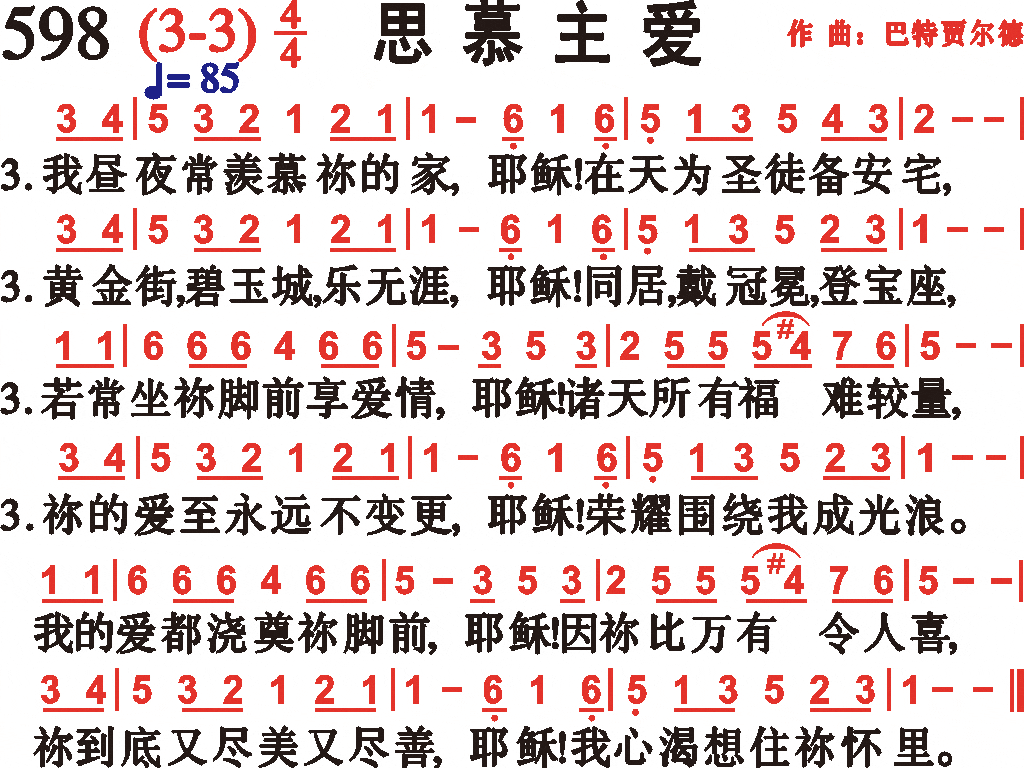 598 (3-3) 4/4 思慕主爱 作 曲：巴特贾尔德
♩= 85
3 4 | 5 3 2 1 2 1 | 1 – 6̣ 1 6̣ | 5̣ 1 3 5 4 3 | 2 – – |
3. 我昼夜常羡慕祢的家, 耶稣!在天为圣徒备安宅,
3 4 | 5 3 2 1 2 1 | 1 – 6̣ 1 6̣ | 5̣ 1 3 5 2 3 | 1 – – |
3. 黄金街,碧玉城,乐无涯, 耶稣!同居,戴冠冕,登宝座,
1 1 | 6 6 6 4 6 6 | 5 – 3 5 3 | 2 5 5 5 #4 7 6 | 5 – – |
3. 若常坐祢脚前享爱情, 耶稣!诸天所有福 难较量,
3 4 | 5 3 2 1 2 1 | 1 – 6̣ 1 6̣ | 5̣ 1 3 5 2 3 | 1 – – |
3. 祢的爱至永远不变更, 耶稣!荣耀围绕我成光浪。
1 1 | 6 6 6 4 6 6 | 5 – 3 5 3 | 2 5 5 5 #4 7 6 | 5 – – |
我的爱都浇奠祢脚前, 耶稣!因祢比万有 令人喜,
3 4 | 5 3 2 1 2 1 | 1 – 6̣ 1 6̣ | 5̣ 1 3 5 2 3 | 1 – – ‖
祢到底又尽美又尽善, 耶稣!我心渴想住祢怀里。